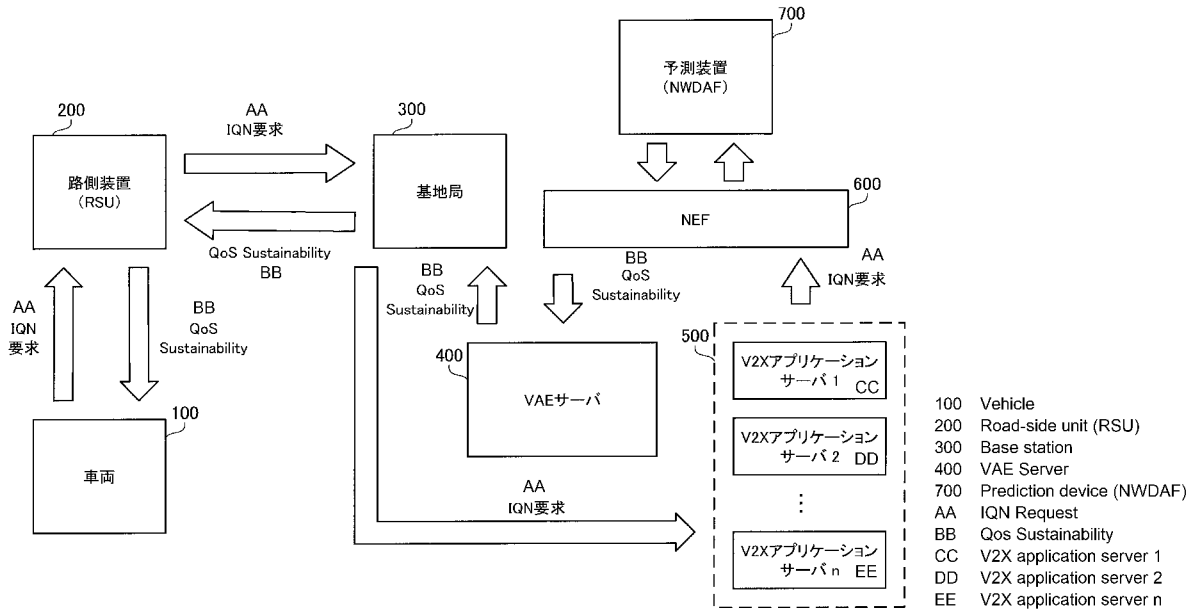 700
予測装置
(NWDAF)
200
AA
IQN要求
300
路側装置
(RSU)
基地局
600
NEF
QoS Sustainability
BB
AA
IQN
要求
BB
QoS
Sustainability
BB
QoS
Sustainability
BB
QoS
Sustainability
AA
IQN要求
100
車両
400
VAEサーバ
500
V2Xアプリケーション
サーバ 1 CC
V2Xアプリケーション
サーバ 2 DD
⋮
V2Xアプリケーション
サーバ n EE
AA
IQN要求
100 Vehicle
200 Road-side unit (RSU)
300 Base station
400 VAE Server
700 Prediction device (NWDAF)
AA IQN Request
BB Qos Sustainability
CC V2X application server 1
DD V2X application server 2
EE V2X application server n